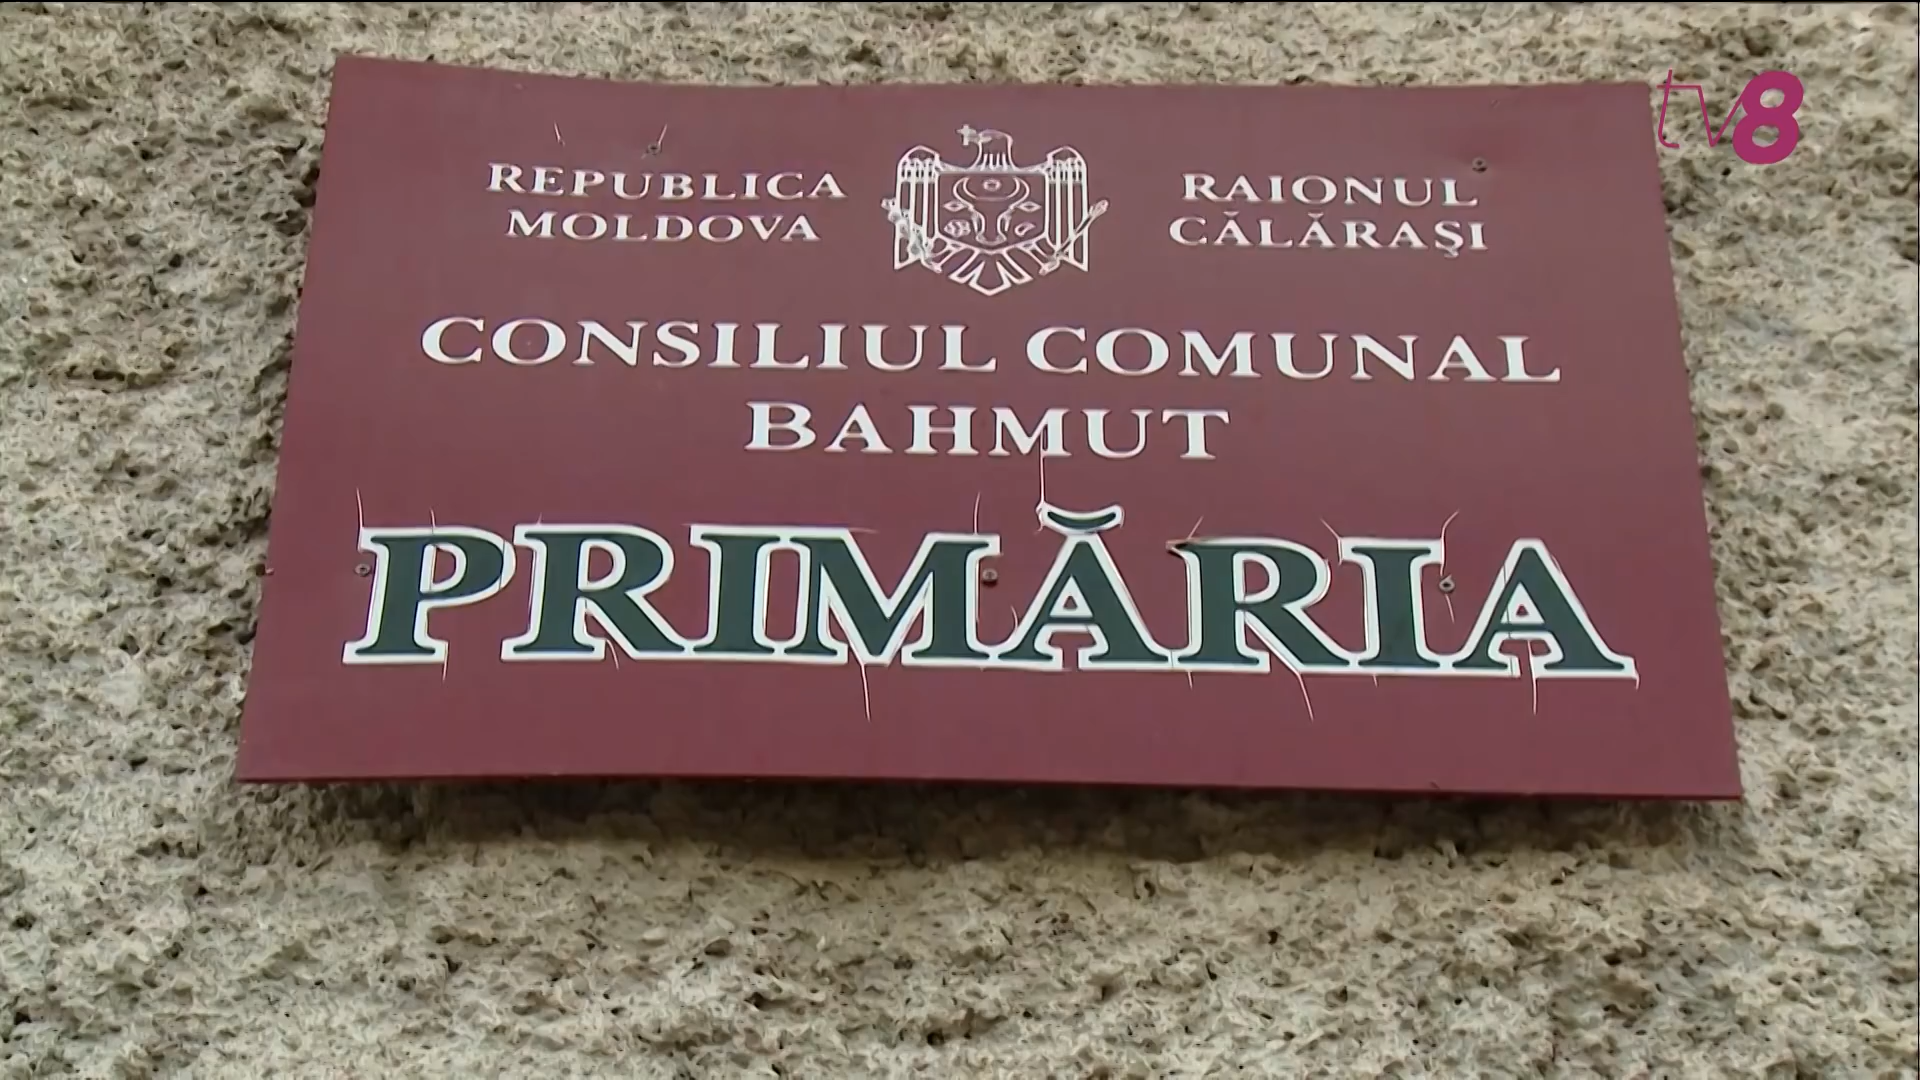 tv8
REPUBLICA
MOLDOVA
RAIONUL
CĂLĂRAŞI
CONSILIUL COMUNAL
BAHMUT
PRIMĂRIA